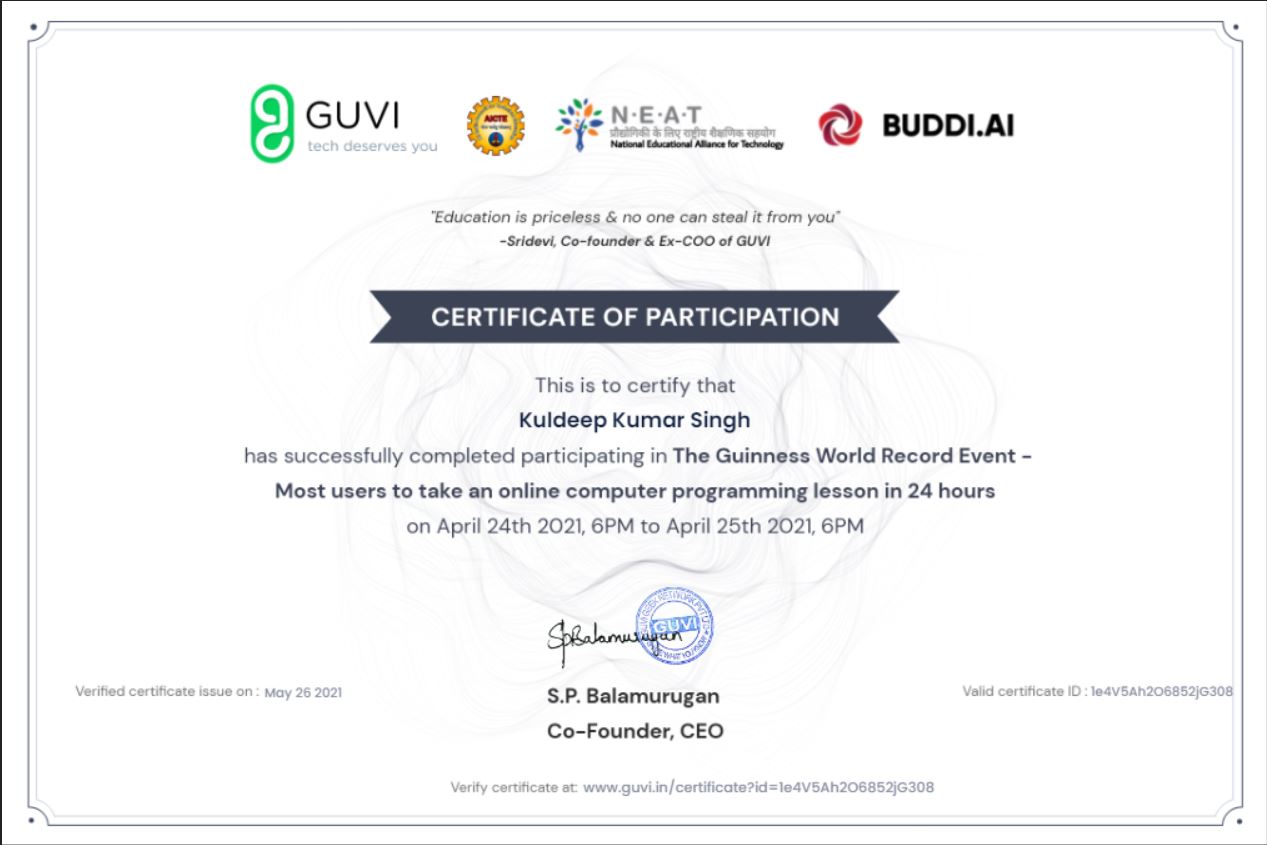 GUVI
tech deserves you
AICTE
N·E·A·T
प्रौद्योगिकी के लिए राष्ट्रीय शैक्षणिक सहयोग
National Educational Alliance for Technology
BUDDI.AI
"Education is priceless & no one can steal it from you"
-Sridevi, Co-founder & Ex-COO of GUVI
CERTIFICATE OF PARTICIPATION
This is to certify that
Kuldeep Kumar Singh
has successfully completed participating in The Guinness World Record Event -
Most users to take an online computer programming lesson in 24 hours
on April 24th 2021, 6PM to April 25th 2021, 6PM
SpBalamurugan
GUVI
Verified certificate issue on : May 26 2021
S.P. Balamurugan
Co-Founder, CEO
Valid certificate ID : 1e4V5Ah2O6852jG308
Verify certificate at: www.guvi.in/certificate?id=1e4V5Ah2O6852jG308